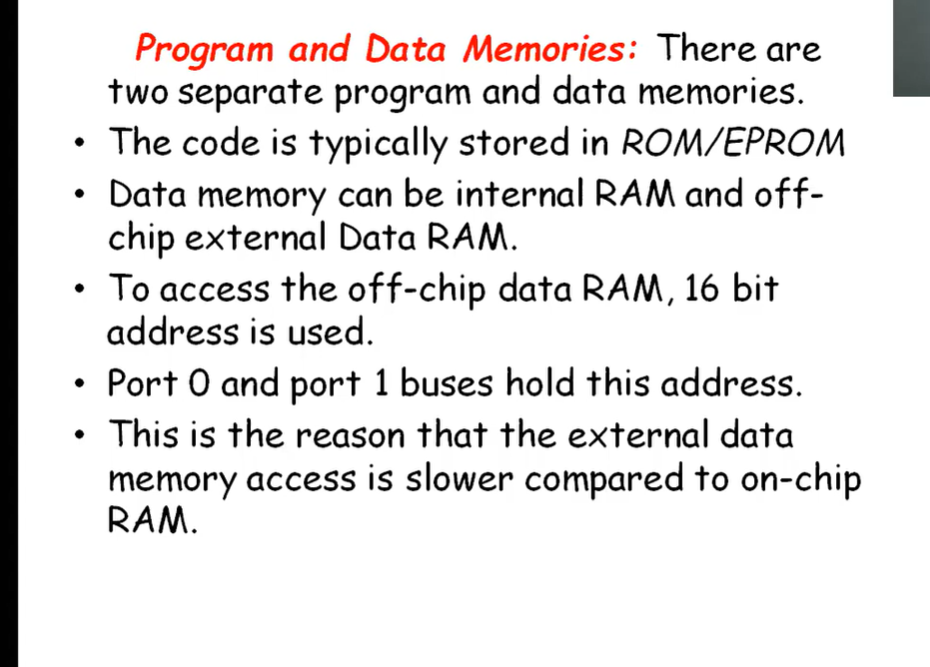 Program and Data Memories: There are
two separate program and data memories.
• The code is typically stored in ROM/EPROM
• Data memory can be internal RAM and off-
chip external Data RAM.
• To access the off-chip data RAM, 16 bit
address is used.
• Port 0 and port 1 buses hold this address.
• This is the reason that the external data
memory access is slower compared to on-chip
RAM.